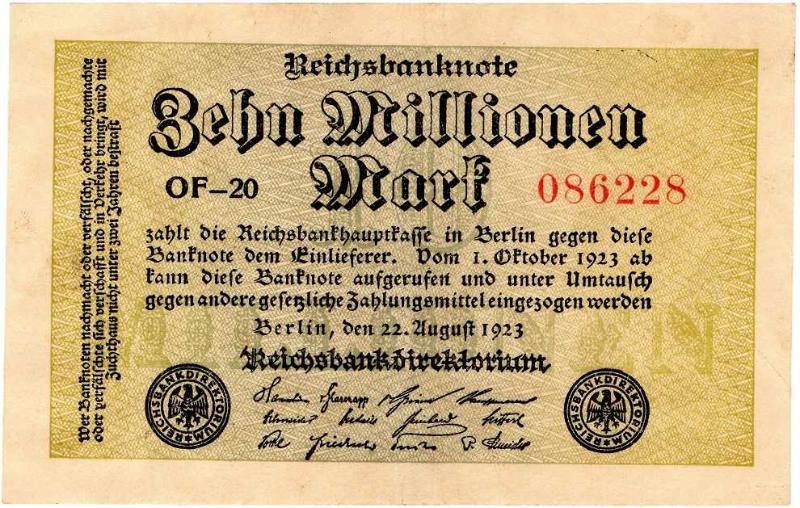 Reichsbanknote
Zehn Millionen
Mark
OF–20
086228
zahlt die Reichsbankhauptkasse in Berlin gegen diese
Banknote dem Einlieferer. Vom 1. Oktober 1923 ab
kann diese Banknote aufgerufen und unter Umtausch
gegen andere gesetzliche Zahlungsmittel eingezogen werden
Berlin, den 22. August 1923
Reichsbankdirektorium
REICHSBANKDIREKTORIUM
REICHSBANKDIREKTORIUM
Wer Banknoten nachmacht oder verfälscht, oder nachgemachte
oder verfälschte sich verschafft und in Verkehr bringt, wird mit
Zuchthaus nicht unter zwei Jahren bestraft